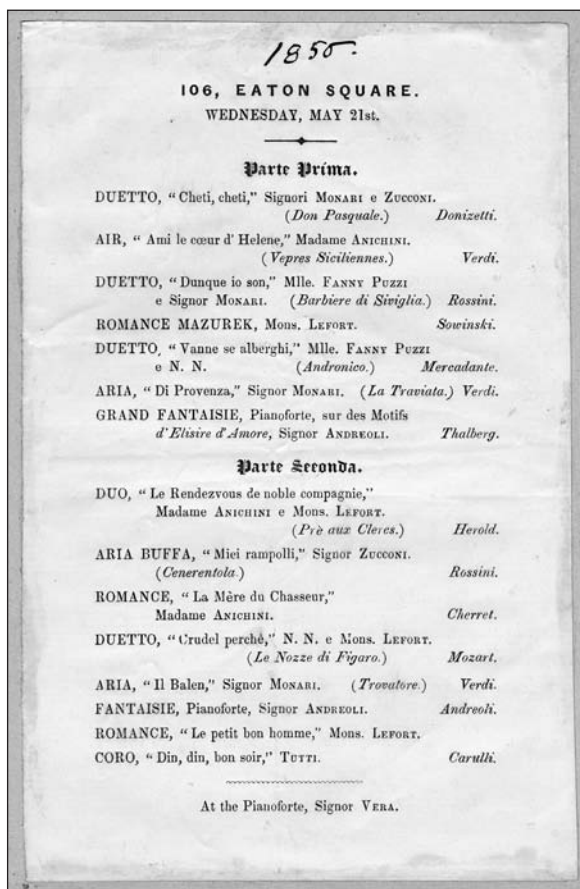 1850.
106, EATON SQUARE.
WEDNESDAY, MAY 21st.
Parte Prima.
DUETTO, “ Cheti, cheti,” Signori MONARI e ZUCCONI.
(Don Pasquale.) Donizetti.
AIR, “ Ami le cœur d' Helene,” Madame ANICHINI.
(Vepres Siciliennes.) Verdi.
DUETTO, “ Dunque io son,” Mlle. FANNY PUZZI
e Signor MONARI. (Barbiere di Siviglia.) Rossini.
ROMANCE MAZUREK, Mons. LEFORT. Sowinski.
DUETTO, “ Vanne se alberghi,” Mlle. FANNY PUZZI
e N. N. (Andronico.) Mercadante.
ARIA, “ Di Provenza,” Signor MONARI. (La Traviata.) Verdi.
GRAND FANTAISIE, Pianoforte, sur des Motifs
d'Elisire d'Amore, Signor ANDREOLI. Thalberg.
Parte Seconda.
DUO, “ Le Rendezvous de noble compagnie,”
Madame ANICHINI e Mons. LEFORT.
(Prè aux Clercs.) Herold.
ARIA BUFFA, “ Miei rampolli,” Signor ZUCCONI.
(Cenerentola.) Rossini.
ROMANCE, “ La Mère du Chasseur,”
Madame ANICHINI. Cherret.
DUETTO, “ Crudel perché,” N. N. e Mons. LEFORT.
(Le Nozze di Figaro.) Mozart.
ARIA, “ Il Balen,” Signor MONARI. (Trovatore.) Verdi.
FANTAISIE, Pianoforte, Signor ANDREOLI. Andreoli.
ROMANCE, “ Le petit bon homme,” Mons. LEFORT.
CORO, “ Din, din, bon soir,” TUTTI. Carulli.
At the Pianoforte, Signor VERA.